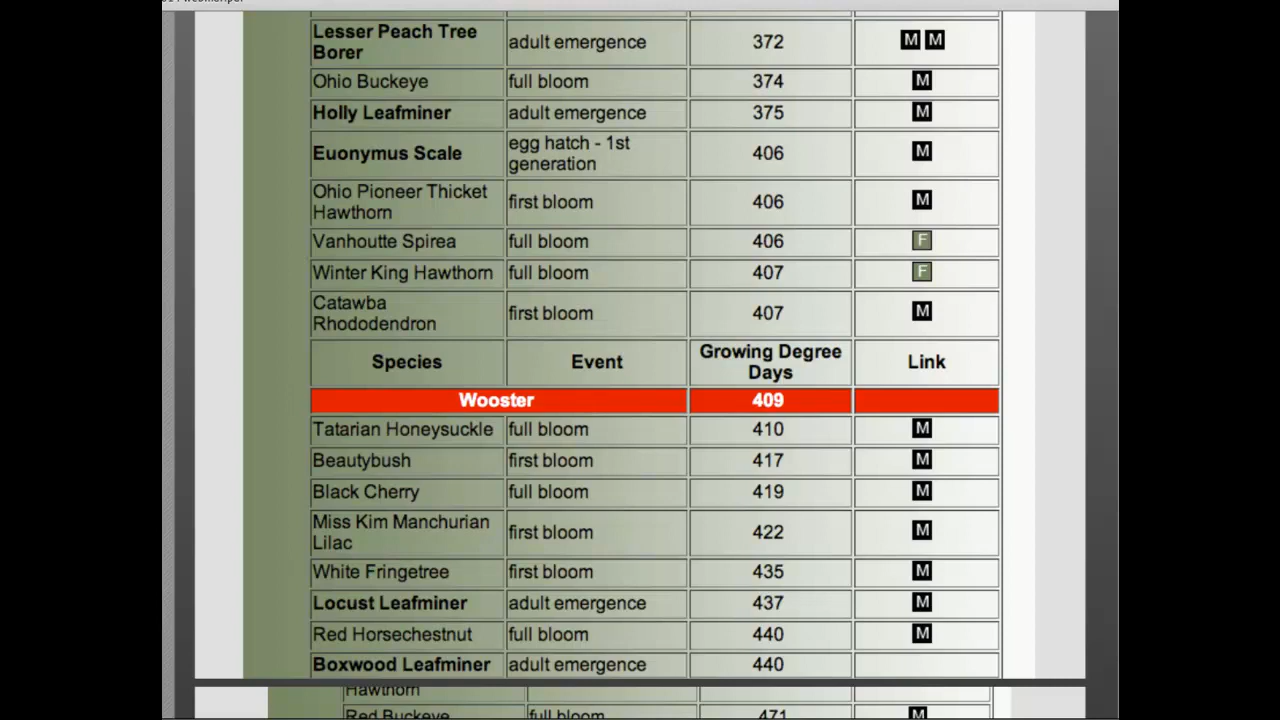 Lesser Peach Tree
Borer adult emergence 372 M M
Ohio Buckeye full bloom 374 M
Holly Leafminer adult emergence 375 M
Euonymus Scale egg hatch - 1st
generation 406 M
Ohio Pioneer Thicket
Hawthorn first bloom 406 M
Vanhoutte Spirea full bloom 406 F
Winter King Hawthorn full bloom 407 F
Catawba
Rhododendron first bloom 407 M
Species Event Growing Degree
Days Link
Wooster 409
Tatarian Honeysuckle full bloom 410 M
Beautybush first bloom 417 M
Black Cherry full bloom 419 M
Miss Kim Manchurian
Lilac first bloom 422 M
White Fringetree first bloom 435 M
Locust Leafminer adult emergence 437 M
Red Horsechestnut full bloom 440 M
Boxwood Leafminer adult emergence 440
Hawthorn
Red Buckeye full bloom 471 M